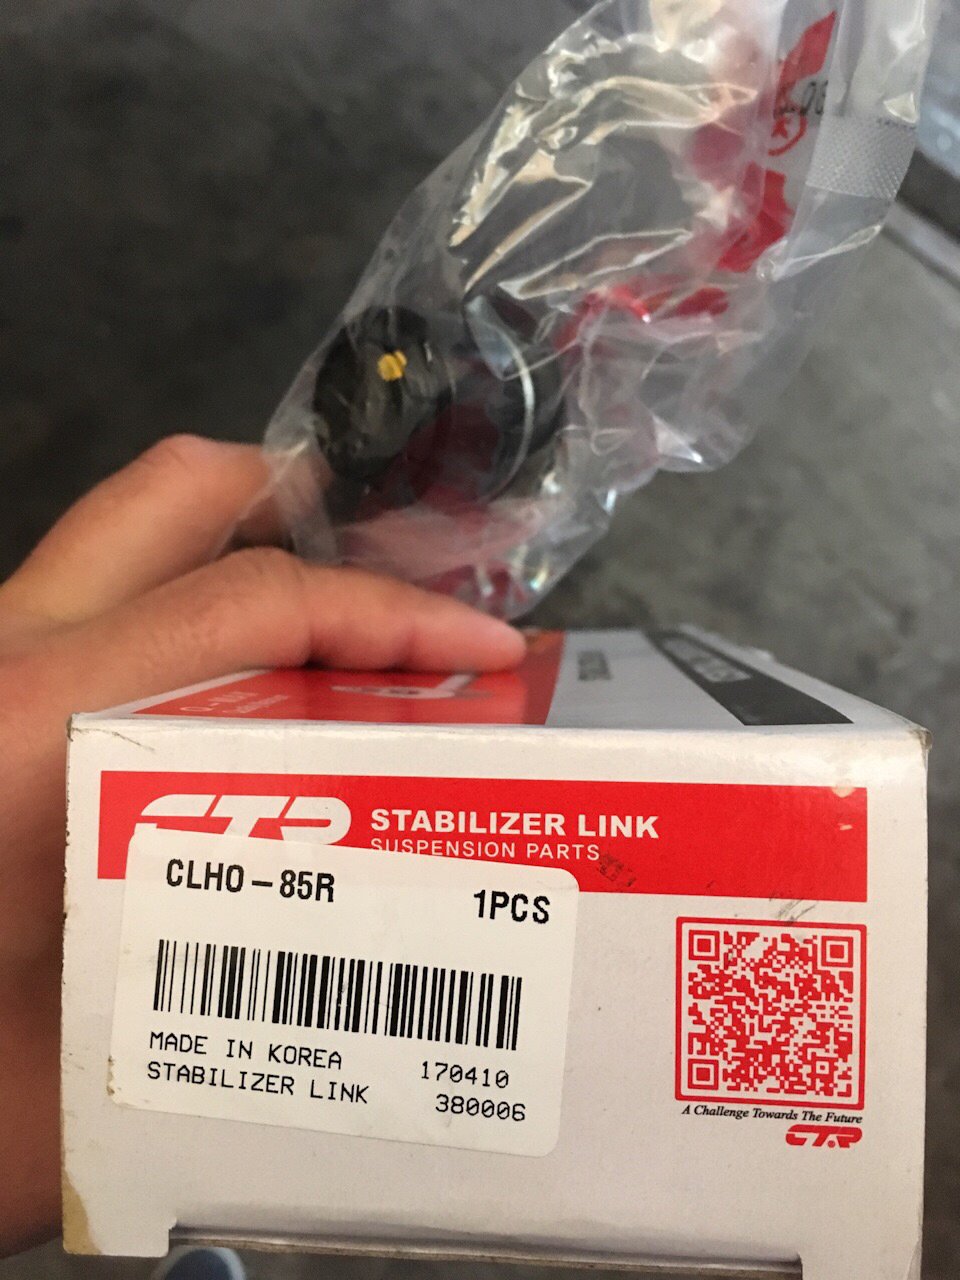 CTR
STABILIZER LINK
SUSPENSION PARTS
CLHO-85R
1PCS
MADE IN KOREA 170410
STABILIZER LINK 380006
A Challenge Towards The Future
CTR